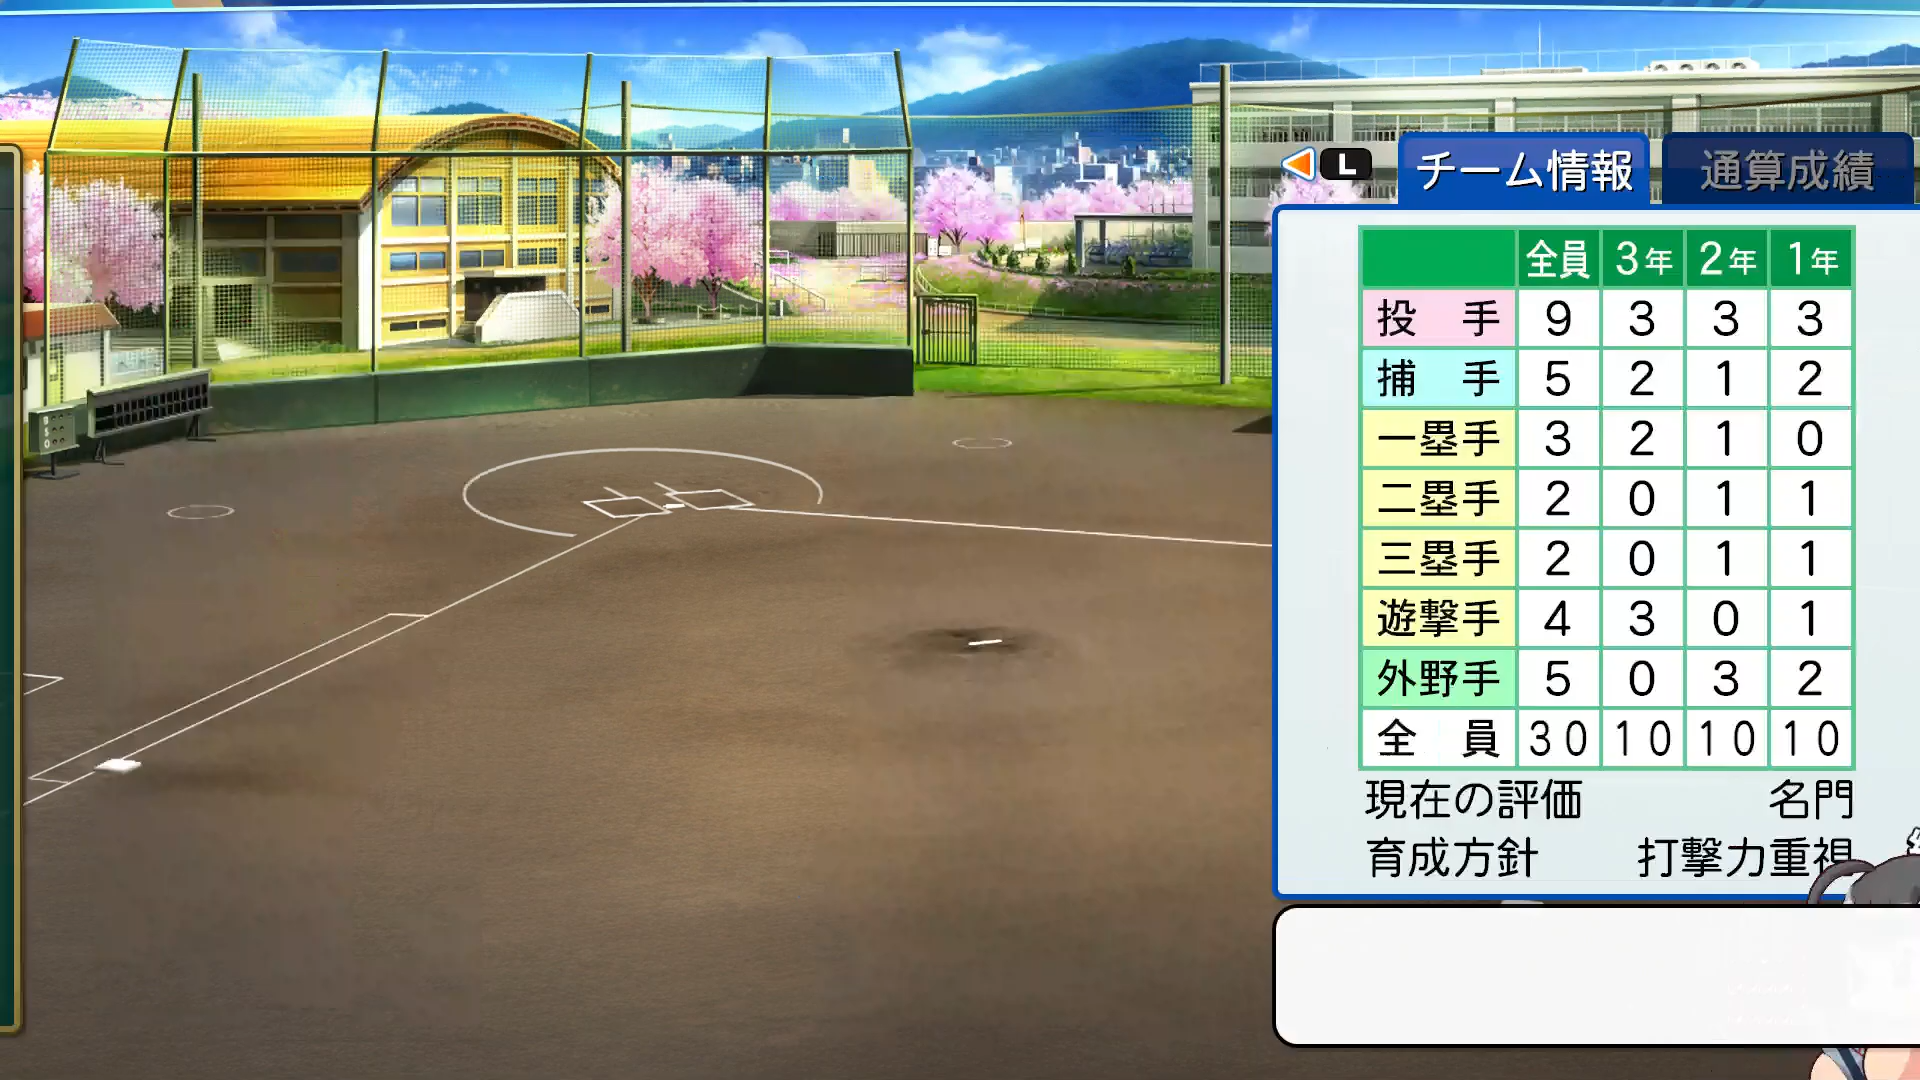 L チーム情報 通算成績
全員 3年 2年 1年
投手 9 3 3 3
捕手 5 2 1 2
一塁手 3 2 1 0
二塁手 2 0 1 1
三塁手 2 0 1 1
遊撃手 4 3 0 1
外野手 5 0 3 2
全員 30 10 10 10
現在の評価 名門
育成方針 打撃力重視